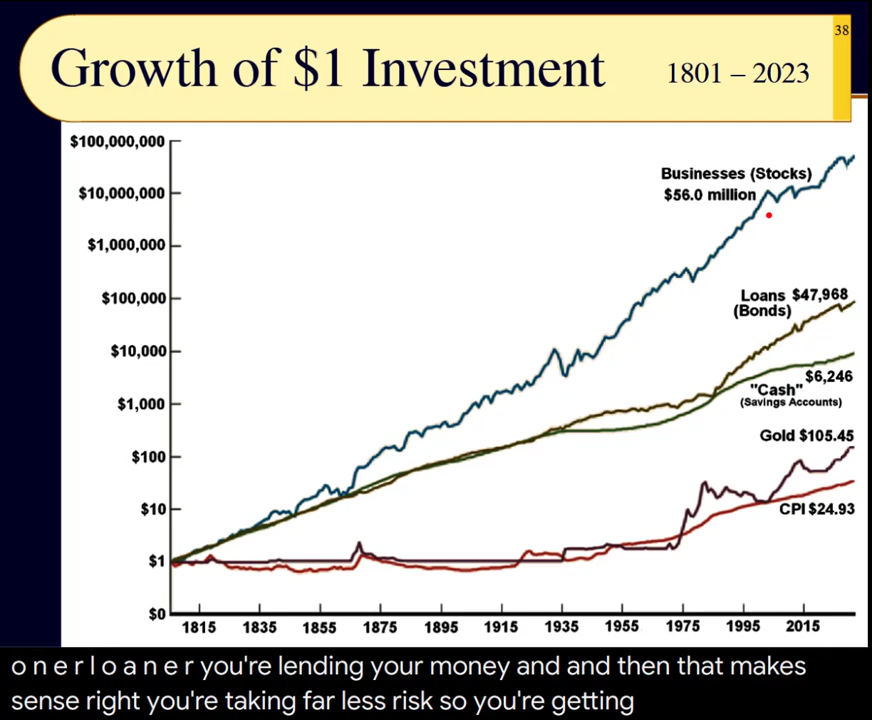 38
Growth of $1 Investment 1801 – 2023
$100,000,000
Businesses (Stocks)
$10,000,000
$56.0 million
$1,000,000
$100,000
Loans $47,968
(Bonds)
$10,000
$6,246
"Cash"
$1,000
(Savings Accounts)
Gold $105.45
$100
$10
CPI $24.93
$1
$0
1815 1835 1855 1875 1895 1915 1935 1955 1975 1995 2015
o n e r l o a n e r you're lending your money and and then that makes
sense right you're taking far less risk so you're getting